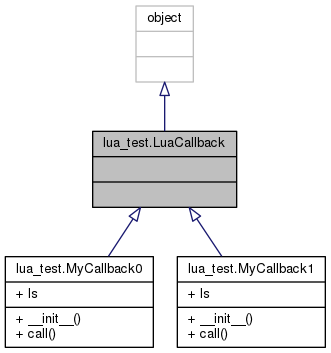 object
lua_test.LuaCallback
lua_test.MyCallback0
+ ls
+ __init__()
+ call()
lua_test.MyCallback1
+ ls
+ __init__()
+ call()